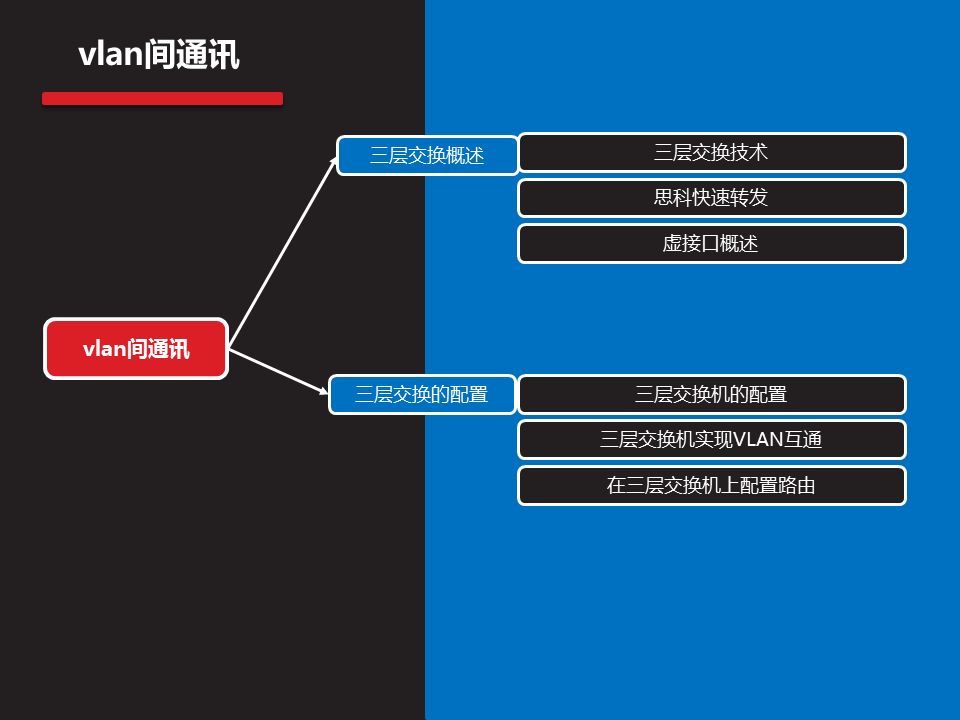 vlan间通讯
三层交换概述
三层交换技术
思科快速转发
虚接口概述
vlan间通讯
三层交换的配置
三层交换机的配置
三层交换机实现VLAN互通
在三层交换机上配置路由